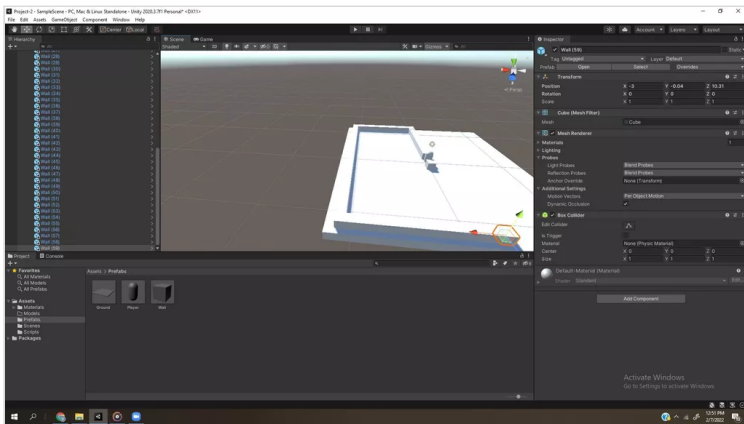 Project-2 - SampleScene - PC, Mac & Linux Standalone - Unity 2020.3.7f1 Personal* <DX11>
File Edit Assets GameObject Component Window Help
Center Local
Account Layers Layout
Hierarchy
Wall (28)
Wall (29)
Wall (30)
Wall (31)
Wall (32)
Wall (33)
Wall (34)
Wall (35)
Wall (36)
Wall (37)
Wall (38)
Wall (39)
Wall (40)
Wall (41)
Wall (42)
Wall (43)
Wall (44)
Wall (45)
Wall (46)
Wall (47)
Wall (48)
Wall (49)
Wall (50)
Wall (51)
Wall (52)
Wall (53)
Wall (54)
Wall (55)
Wall (56)
Wall (57)
Wall (58)
Wall (59)
Scene Game
Shaded 2D Gizmos All
Persp
Inspector
Wall (59) Static
Tag Untagged Layer Default
Prefab Open Select Overrides
Transform
Position X -3 Y -0.04 Z 10.31
Rotation X 0 Y 0 Z 0
Scale X 1 Y 1 Z 1
Cube (Mesh Filter)
Mesh Cube
Mesh Renderer
Materials 1
Lighting
Probes
Light Probes Blend Probes
Reflection Probes Blend Probes
Anchor Override None (Transform)
Additional Settings
Motion Vectors Per Object Motion
Dynamic Occlusion
Box Collider
Edit Collider
Is Trigger
Material None (Physic Material)
Center X 0 Y 0 Z 0
Size X 1 Y 1 Z 1
Default-Material (Material)
Shader Standard Edit...
Add Component
Project Console
Favorites
All Materials
All Models
All Prefabs
Assets
Materials
Models
Prefabs
Scenes
Scripts
Packages
Assets > Prefabs
Ground Player Wall
Activate Windows
Go to Settings to activate Windows.
12:51 PM
2/7/2022